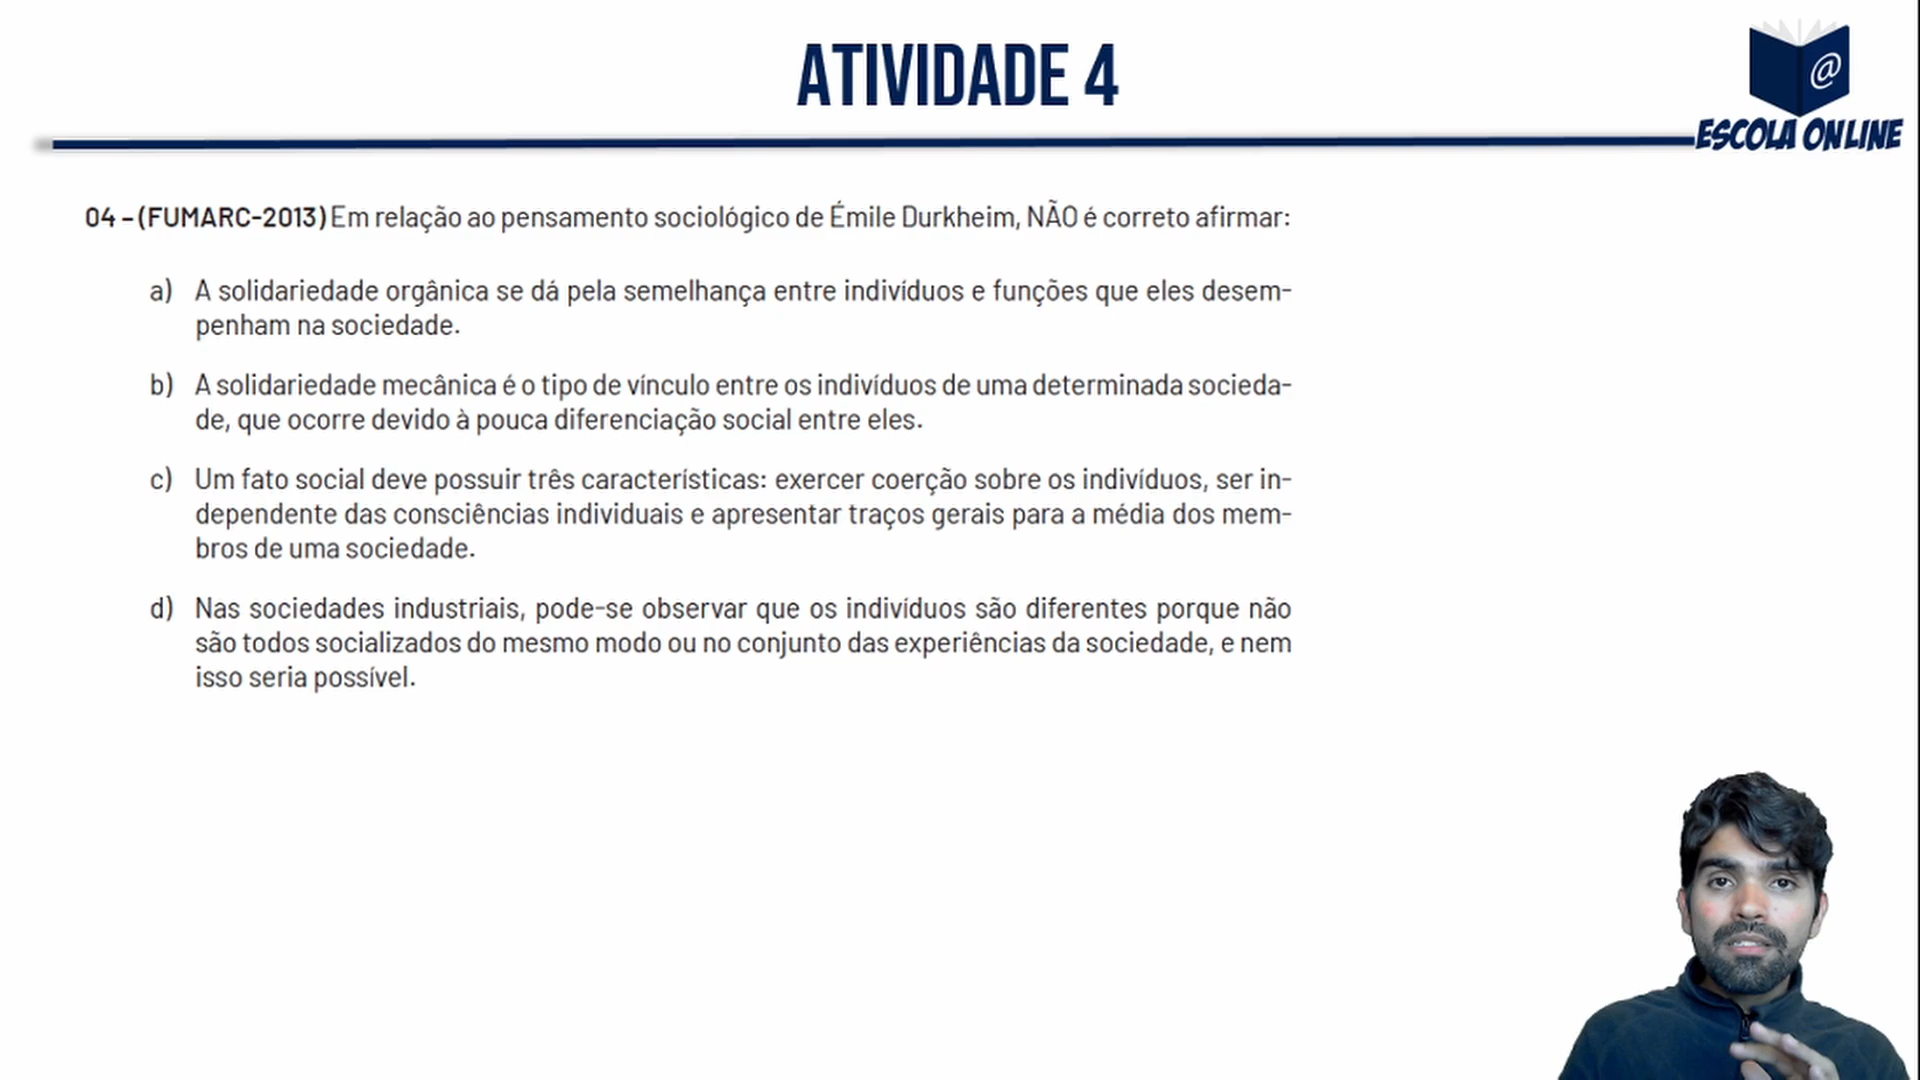 ATIVIDADE 4
@
ESCOLA ONLINE
04 – (FUMARC-2013) Em relação ao pensamento sociológico de Émile Durkheim, NÃO é correto afirmar:
a) A solidariedade orgânica se dá pela semelhança entre indivíduos e funções que eles desem-
penham na sociedade.
b) A solidariedade mecânica é o tipo de vínculo entre os indivíduos de uma determinada socieda-
de, que ocorre devido à pouca diferenciação social entre eles.
c) Um fato social deve possuir três características: exercer coerção sobre os indivíduos, ser in-
dependente das consciências individuais e apresentar traços gerais para a média dos mem-
bros de uma sociedade.
d) Nas sociedades industriais, pode-se observar que os indivíduos são diferentes porque não
são todos socializados do mesmo modo ou no conjunto das experiências da sociedade, e nem
isso seria possível.